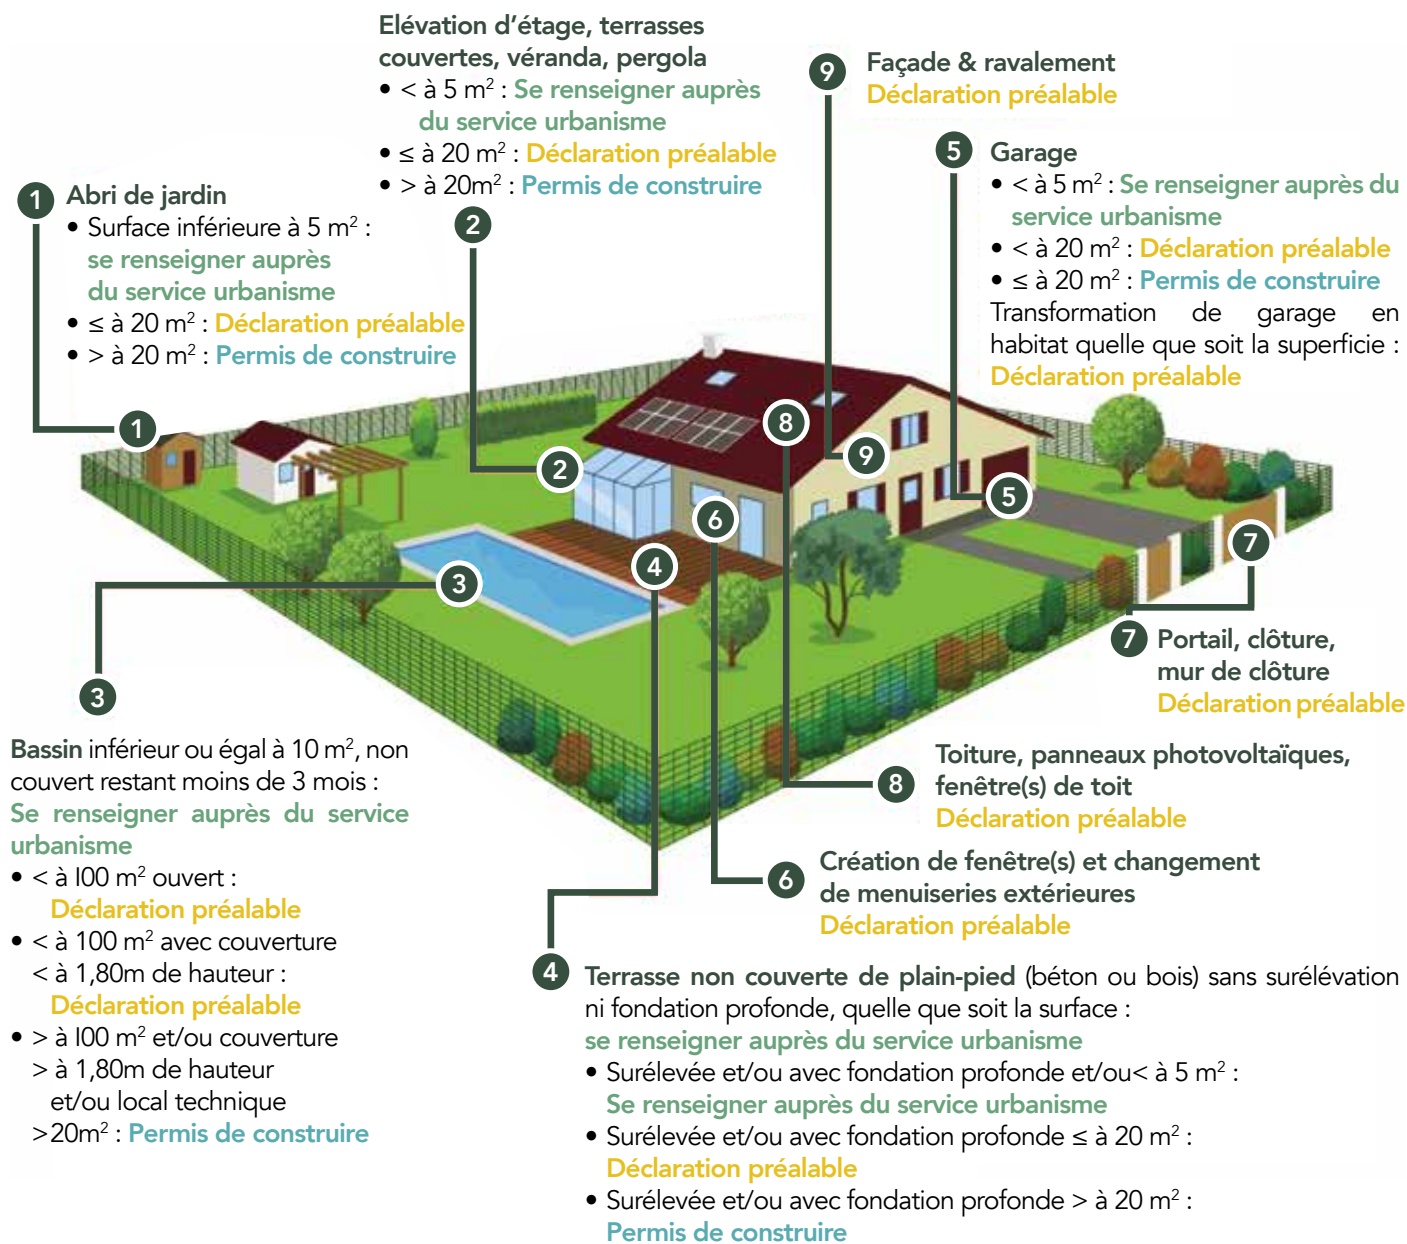 Elévation d'étage, terrasses
couvertes, véranda, pergola
• < à 5 m² : Se renseigner auprès
du service urbanisme
• ≤ à 20 m² : Déclaration préalable
• > à 20m² : Permis de construire
2
9
Façade & ravalement
Déclaration préalable
5
Garage
• < à 5 m² : Se renseigner auprès du
service urbanisme
• < à 20 m² : Déclaration préalable
• ≤ à 20 m² : Permis de construire
Transformation de garage en
habitat quelle que soit la superficie :
Déclaration préalable
1
Abri de jardin
• Surface inférieure à 5 m² :
se renseigner auprès
du service urbanisme
• ≤ à 20 m² : Déclaration préalable
• > à 20 m² : Permis de construire
1
2
8
9
5
6
7
4
3
7
Portail, clôture,
mur de clôture
Déclaration préalable
3
Bassin inférieur ou égal à 10 m², non
couvert restant moins de 3 mois :
Se renseigner auprès du service
urbanisme
• < à I00 m² ouvert :
Déclaration préalable
• < à 100 m² avec couverture
< à 1,80m de hauteur :
Déclaration préalable
• > à I00 m² et/ou couverture
> à 1,80m de hauteur
et/ou local technique
>20m² : Permis de construire
8
Toiture, panneaux photovoltaïques,
fenêtre(s) de toit
Déclaration préalable
6
Création de fenêtre(s) et changement
de menuiseries extérieures
Déclaration préalable
4
Terrasse non couverte de plain-pied (béton ou bois) sans surélévation
ni fondation profonde, quelle que soit la surface :
se renseigner auprès du service urbanisme
• Surélevée et/ou avec fondation profonde et/ou< à 5 m² :
Se renseigner auprès du service urbanisme
• Surélevée et/ou avec fondation profonde ≤ à 20 m² :
Déclaration préalable
• Surélevée et/ou avec fondation profonde > à 20 m² :
Permis de construire